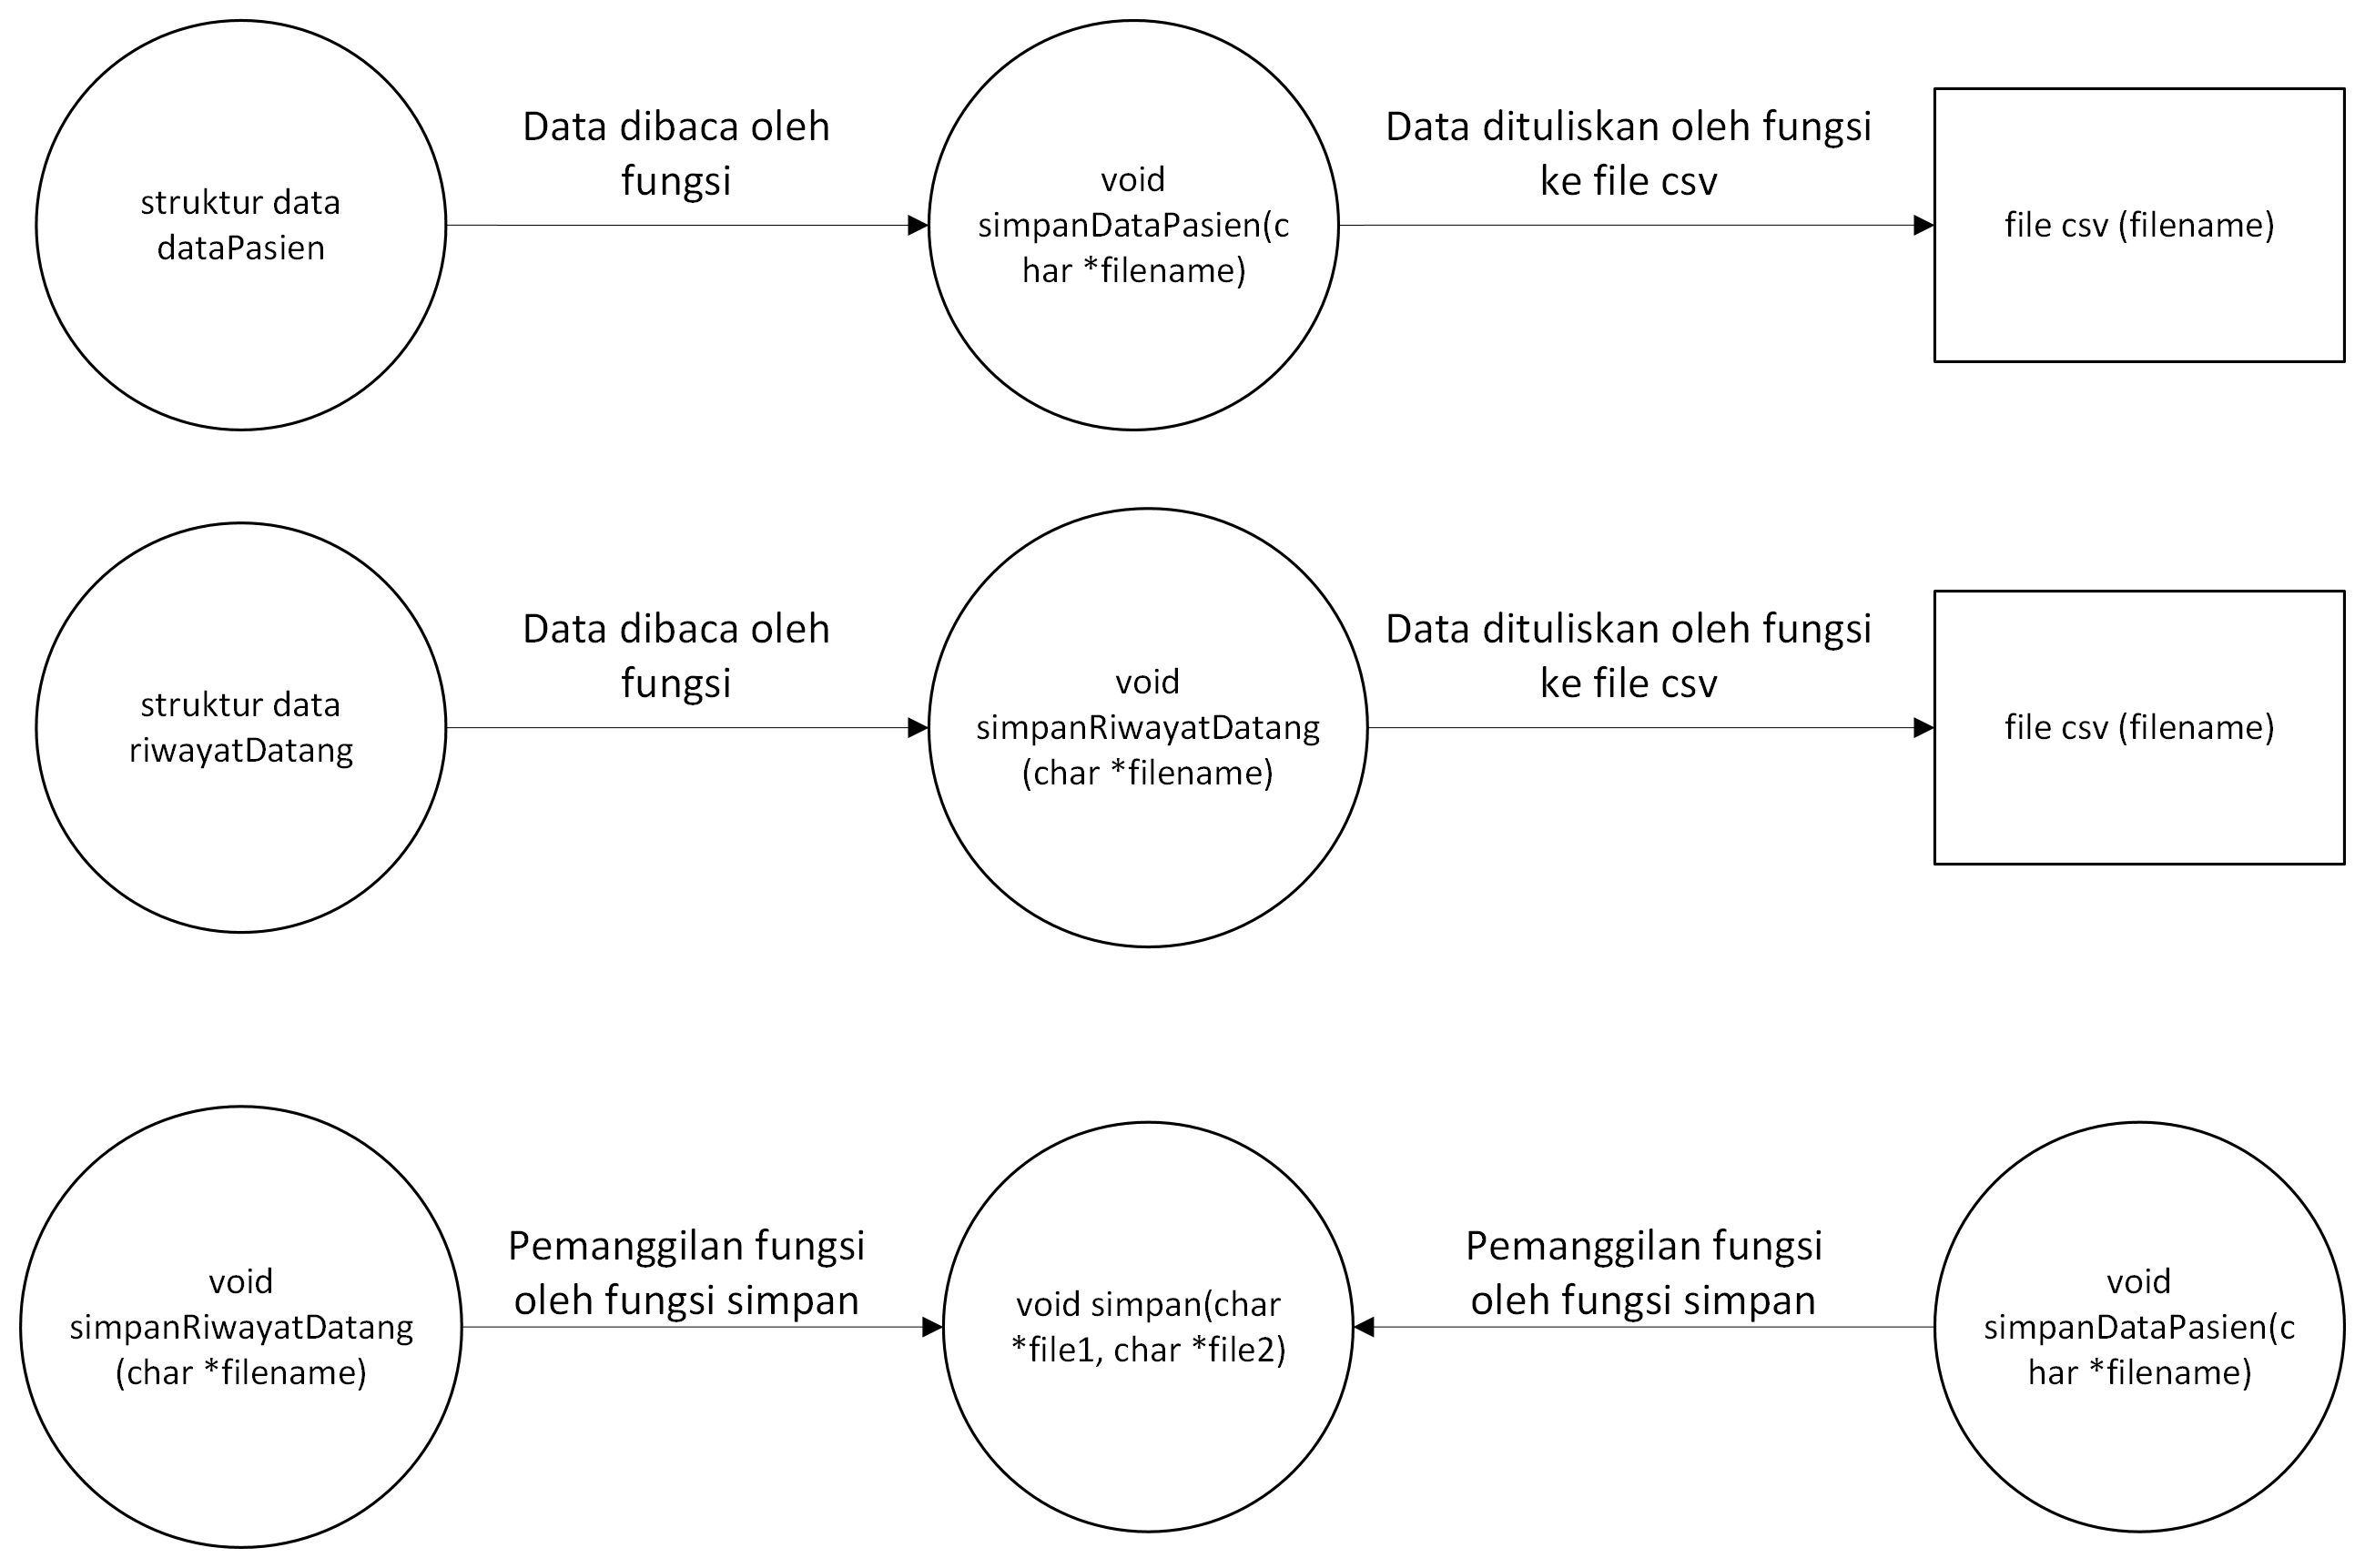 struktur data
dataPasien
Data dibaca oleh
fungsi
void
simpanDataPasien(c
har *filename)
Data dituliskan oleh fungsi
ke file csv
file csv (filename)
struktur data
riwayatDatang
Data dibaca oleh
fungsi
void
simpanRiwayatDatang
(char *filename)
Data dituliskan oleh fungsi
ke file csv
file csv (filename)
void
simpanRiwayatDatang
(char *filename)
Pemanggilan fungsi
oleh fungsi simpan
void simpan(char
*file1, char *file2)
Pemanggilan fungsi
oleh fungsi simpan
void
simpanDataPasien(c
har *filename)